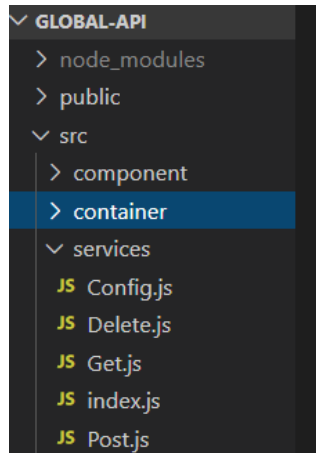 GLOBAL-API
node_modules
public
src
component
container
services
JS Config.js
JS Delete.js
JS Get.js
JS index.js
JS Post.js